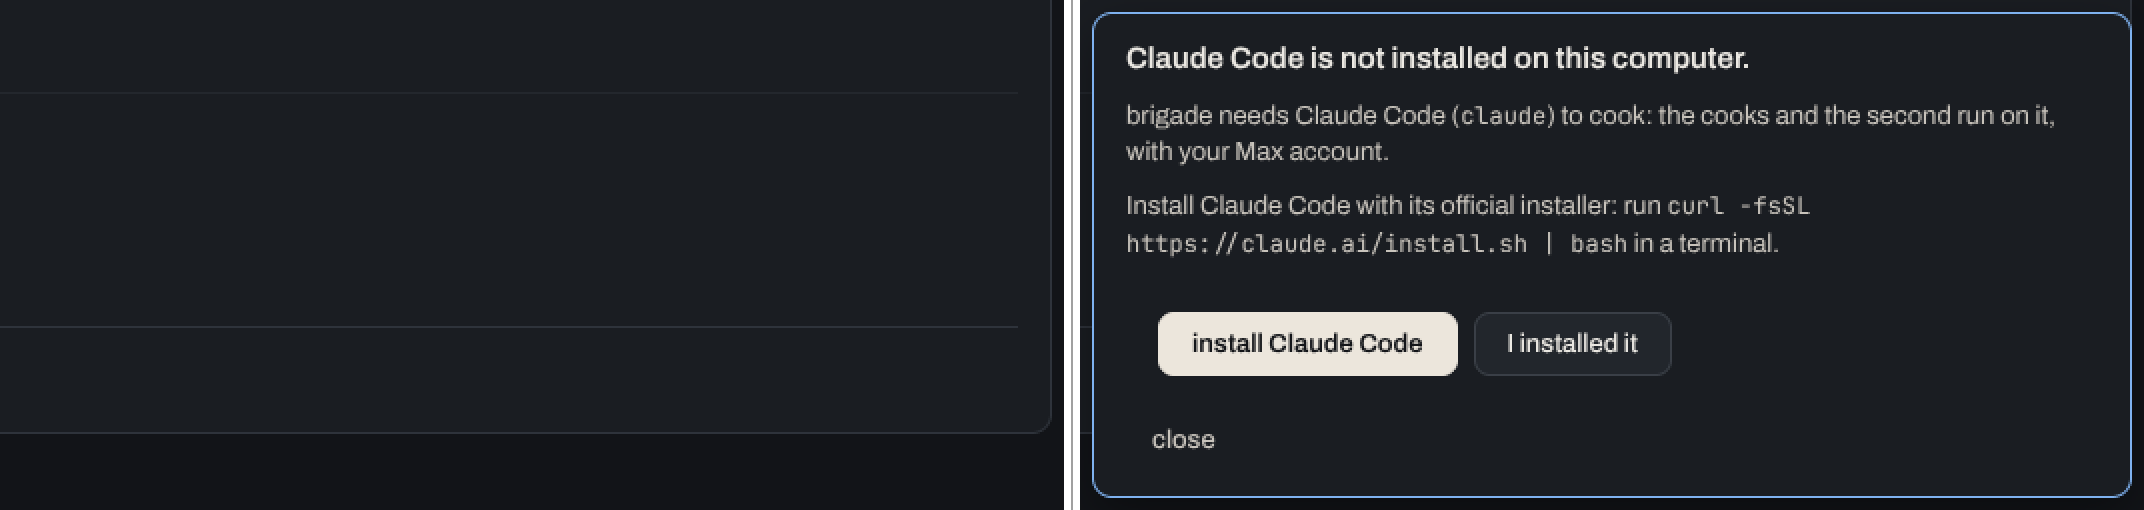 Claude Code is not installed on this computer.
brigade needs Claude Code (claude) to cook: the cooks and the second run on it,
with your Max account.
Install Claude Code with its official installer: run curl -fsSL
https://claude.ai/install.sh | bash in a terminal.
install Claude Code
I installed it
close